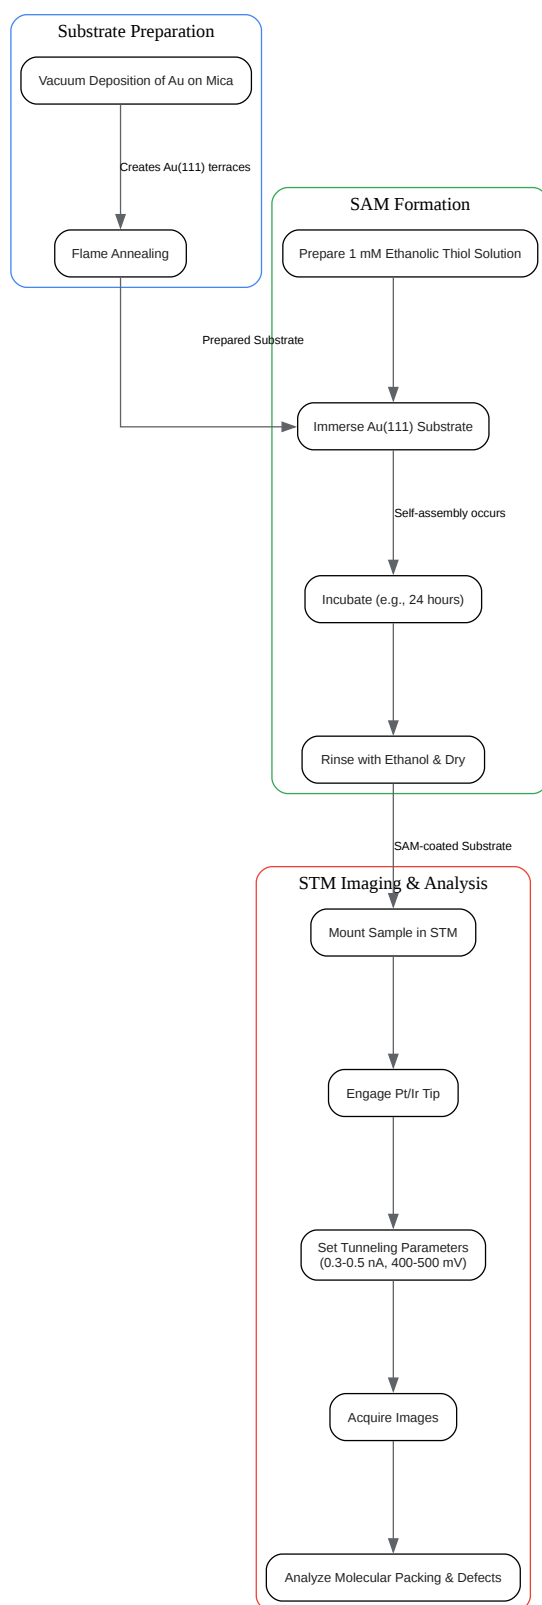 Substrate Preparation
Vacuum Deposition of Au on Mica
Creates Au(111) terraces
Flame Annealing
SAM Formation
Prepare 1 mM Ethanolic Thiol Solution
Prepared Substrate
Immerse Au(111) Substrate
Self-assembly occurs
Incubate (e.g., 24 hours)
Rinse with Ethanol & Dry
SAM-coated Substrate
STM Imaging & Analysis
Mount Sample in STM
Engage Pt/Ir Tip
Set Tunneling Parameters
(0.3-0.5 nA, 400-500 mV)
Acquire Images
Analyze Molecular Packing & Defects